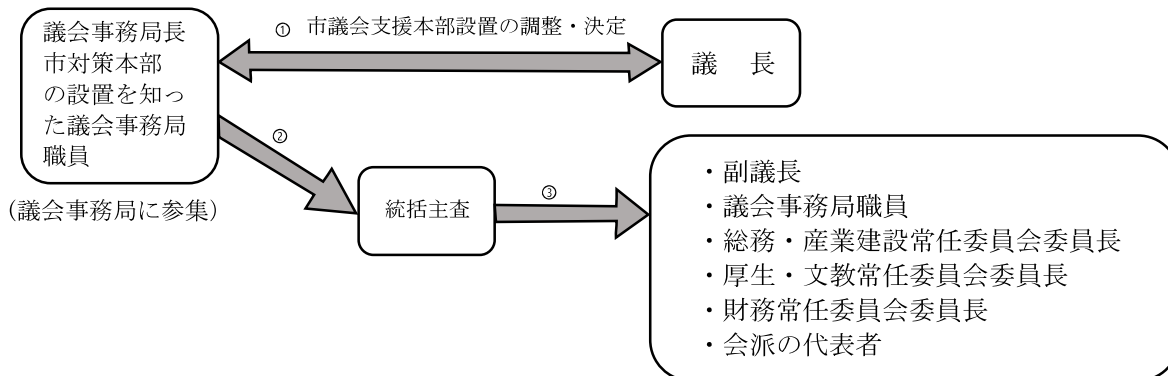 議会事務局長
市対策本部
の設置を知っ
た議会事務局
職員
(議会事務局に参集)
① 市議会支援本部設置の調整・決定
議 長
②
統括主査
③
・副議長
・議会事務局職員
・総務・産業建設常任委員会委員長
・厚生・文教常任委員会委員長
・財務常任委員会委員長
・会派の代表者